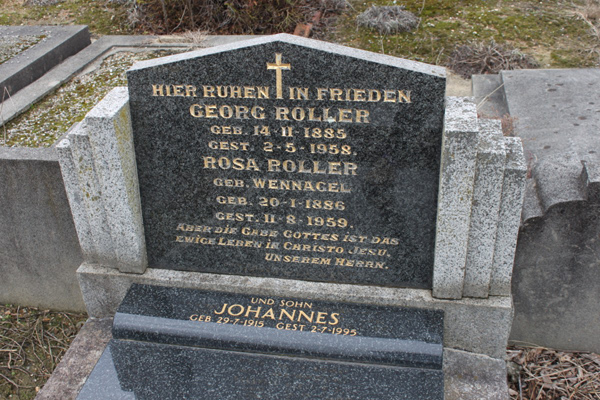 HIER RUHEN IN FRIEDEN
GEORG ROLLER
GEB. 14-11-1885
GEST. 2-5-1958.
ROSA ROLLER
GEB. WENNAGEL
GEB. 20-1-1886
GEST. 11-8-1959.
ABER DIE GABE GOTTES IST DAS
EWIGE LEBEN IN CHRISTO JESU,
UNSEREM HERRN.
UND SOHN
JOHANNES
GEB. 29-7-1915 GEST. 2-7-1995